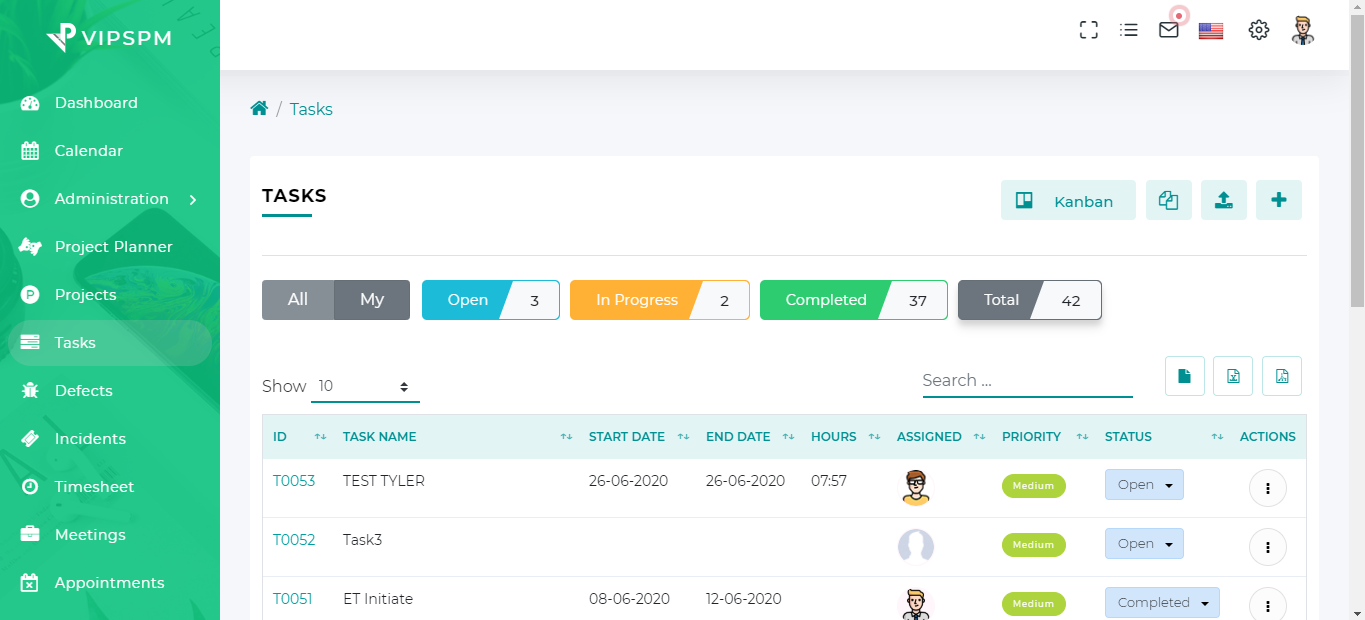 VIPSPM
Dashboard
Calendar
Administration
Project Planner
Projects
Tasks
Defects
Incidents
Timesheet
Meetings
Appointments
/ Tasks
TASKS
Kanban
All My Open 3 In Progress 2 Completed 37 Total 42
Show 10 Search ...
ID TASK NAME START DATE END DATE HOURS ASSIGNED PRIORITY STATUS ACTIONS
T0053 TEST TYLER 26-06-2020 26-06-2020 07:57 Medium Open
T0052 Task3 Medium Open
T0051 ET Initiate 08-06-2020 12-06-2020 Medium Completed